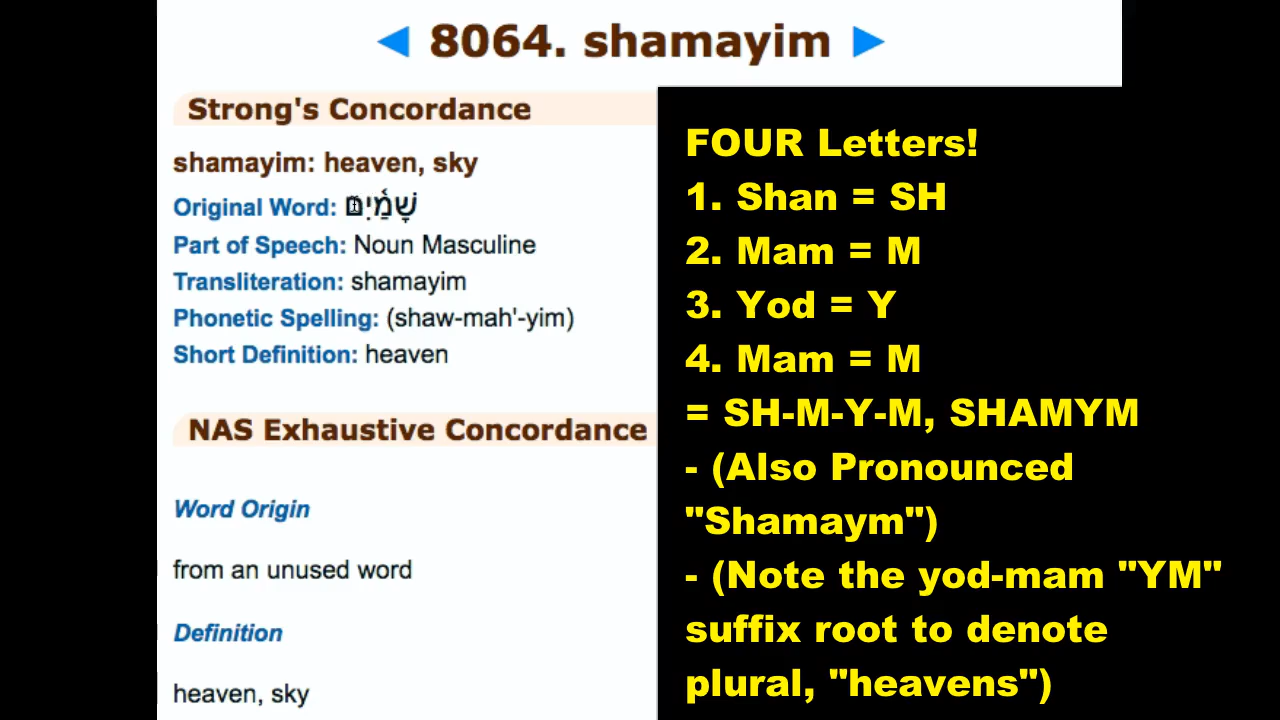 ◄ 8064. shamayim ►
Strong's Concordance
shamayim: heaven, sky
Original Word: שָׁמַ֫יִם
Part of Speech: Noun Masculine
Transliteration: shamayim
Phonetic Spelling: (shaw-mah'-yim)
Short Definition: heaven
NAS Exhaustive Concordance
Word Origin
from an unused word
Definition
heaven, sky
FOUR Letters!
1. Shan = SH
2. Mam = M
3. Yod = Y
4. Mam = M
= SH-M-Y-M, SHAMYM
- (Also Pronounced
"Shamaym")
- (Note the yod-mam "YM"
suffix root to denote
plural, "heavens")